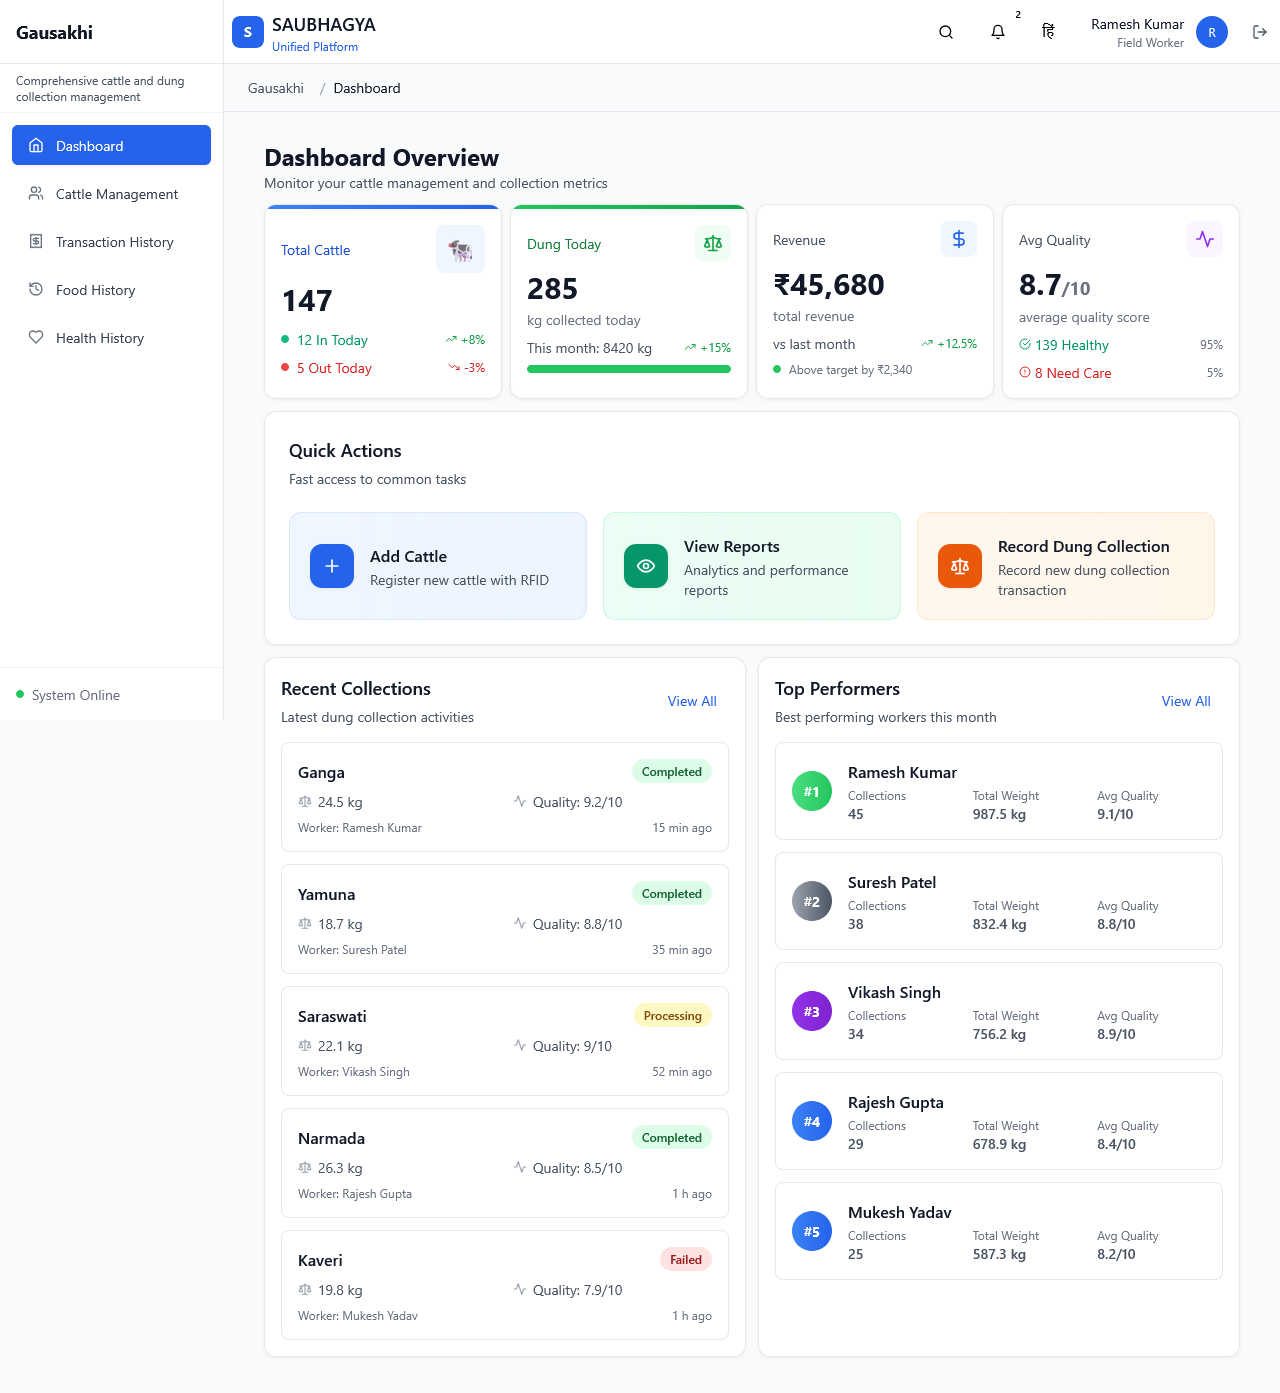 Gausakhi
Comprehensive cattle and dung
collection management
Dashboard
Cattle Management
Transaction History
Food History
Health History
System Online
S
SAUBHAGYA
Unified Platform
2
हिं
Ramesh Kumar
Field Worker
R
Gausakhi / Dashboard
Dashboard Overview
Monitor your cattle management and collection metrics
Total Cattle
147
12 In Today +8%
5 Out Today -3%
Dung Today
285
kg collected today
This month: 8420 kg +15%
Revenue
₹45,680
total revenue
vs last month +12.5%
Above target by ₹2,340
Avg Quality
8.7/10
average quality score
139 Healthy 95%
8 Need Care 5%
Quick Actions
Fast access to common tasks
Add Cattle
Register new cattle with RFID
View Reports
Analytics and performance
reports
Record Dung Collection
Record new dung collection
transaction
Recent Collections
Latest dung collection activities
View All
Ganga Completed
24.5 kg Quality: 9.2/10
Worker: Ramesh Kumar 15 min ago
Yamuna Completed
18.7 kg Quality: 8.8/10
Worker: Suresh Patel 35 min ago
Saraswati Processing
22.1 kg Quality: 9/10
Worker: Vikash Singh 52 min ago
Narmada Completed
26.3 kg Quality: 8.5/10
Worker: Rajesh Gupta 1 h ago
Kaveri Failed
19.8 kg Quality: 7.9/10
Worker: Mukesh Yadav 1 h ago
Top Performers
Best performing workers this month
View All
#1
Ramesh Kumar
Collections Total Weight Avg Quality
45 987.5 kg 9.1/10
#2
Suresh Patel
Collections Total Weight Avg Quality
38 832.4 kg 8.8/10
#3
Vikash Singh
Collections Total Weight Avg Quality
34 756.2 kg 8.9/10
#4
Rajesh Gupta
Collections Total Weight Avg Quality
29 678.9 kg 8.4/10
#5
Mukesh Yadav
Collections Total Weight Avg Quality
25 587.3 kg 8.2/10